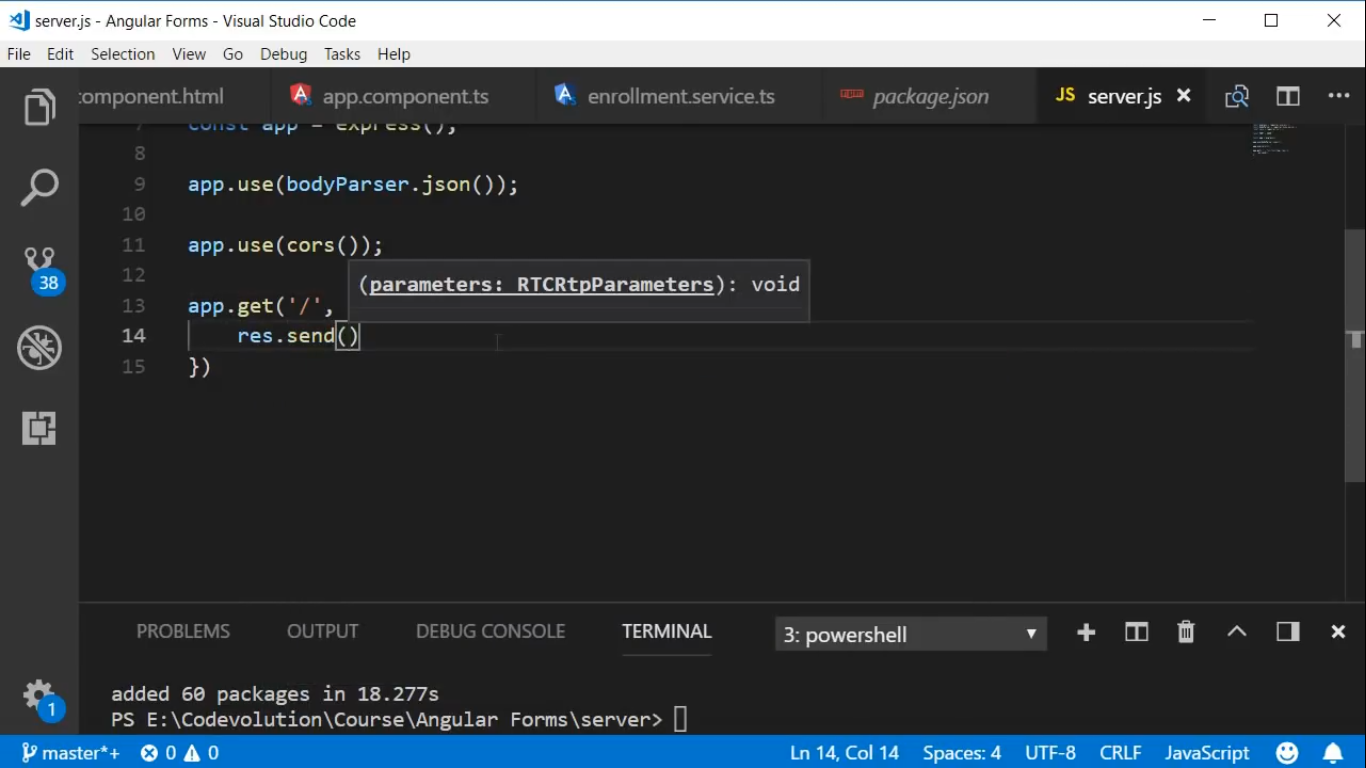 server.js - Angular Forms - Visual Studio Code
File Edit Selection View Go Debug Tasks Help
component.html app.component.ts enrollment.service.ts package.json JS server.js
7 const app = express();
8
9 app.use(bodyParser.json());
10
11 app.use(cors());
12
(parameters: RTCRtpParameters): void
13 app.get('/',
14 res.send()
15 })
38
PROBLEMS OUTPUT DEBUG CONSOLE TERMINAL 3: powershell
added 60 packages in 18.277s
PS E:\Codevolution\Course\Angular Forms\server>
1
master*+ 0 0 Ln 14, Col 14 Spaces: 4 UTF-8 CRLF JavaScript